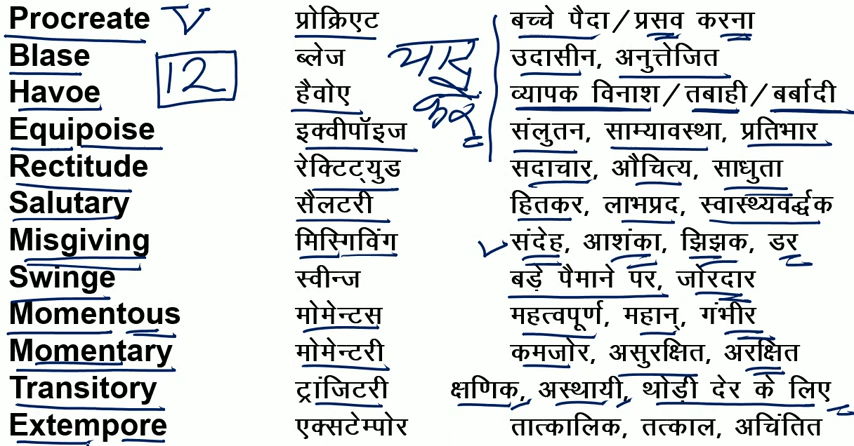 Procreate V प्रोक्रिएट बच्चे पैदा/प्रसव करना
Blase ब्लेज उदासीन, अनुत्तेजित
12 याद करें
Havoe हैवोए व्यापक विनाश/तबाही/बर्बादी
Equipoise इक्वीपॉइज संलुतन, साम्यावस्था, प्रतिभार
Rectitude रेक्टिट्युड सदाचार, औचित्य, साधुता
Salutary सैलटरी हितकर, लाभप्रद, स्वास्थ्यवर्द्धक
Misgiving मिस्गिविंग संदेह, आशंका, झिझक, डर
Swinge स्वीन्ज बड़े पैमाने पर, जोरदार
Momentous मोमेन्टस महत्वपूर्ण, महान्, गंभीर
Momentary मोमेन्टरी कमजोर, असुरक्षित, अरक्षित
Transitory ट्रांजिटरी क्षणिक, अस्थायी, थोड़ी देर के लिए
Extempore एक्सटेम्पोर तात्कालिक, तत्काल, अचिंतित